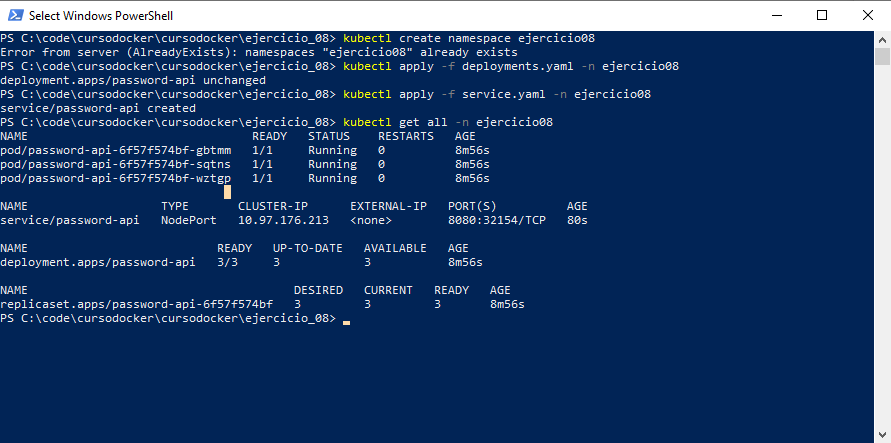 Select Windows PowerShell
PS C:\code\cursodocker\cursodocker\ejercicio_08> kubectl create namespace ejercicio08
Error from server (AlreadyExists): namespaces "ejercicio08" already exists
PS C:\code\cursodocker\cursodocker\ejercicio_08> kubectl apply -f deployments.yaml -n ejercicio08
deployment.apps/password-api unchanged
PS C:\code\cursodocker\cursodocker\ejercicio_08> kubectl apply -f service.yaml -n ejercicio08
service/password-api created
PS C:\code\cursodocker\cursodocker\ejercicio_08> kubectl get all -n ejercicio08
NAME                                READY   STATUS    RESTARTS   AGE
pod/password-api-6f57f574bf-gbtmm   1/1     Running   0          8m56s
pod/password-api-6f57f574bf-sqtns   1/1     Running   0          8m56s
pod/password-api-6f57f574bf-wztgp   1/1     Running   0          8m56s
NAME                   TYPE       CLUSTER-IP      EXTERNAL-IP   PORT(S)          AGE
service/password-api   NodePort   10.97.176.213   <none>        8080:32154/TCP   80s
NAME                           READY   UP-TO-DATE   AVAILABLE   AGE
deployment.apps/password-api   3/3     3            3           8m56s
NAME                                      DESIRED   CURRENT   READY   AGE
replicaset.apps/password-api-6f57f574bf   3         3         3       8m56s
PS C:\code\cursodocker\cursodocker\ejercicio_08>